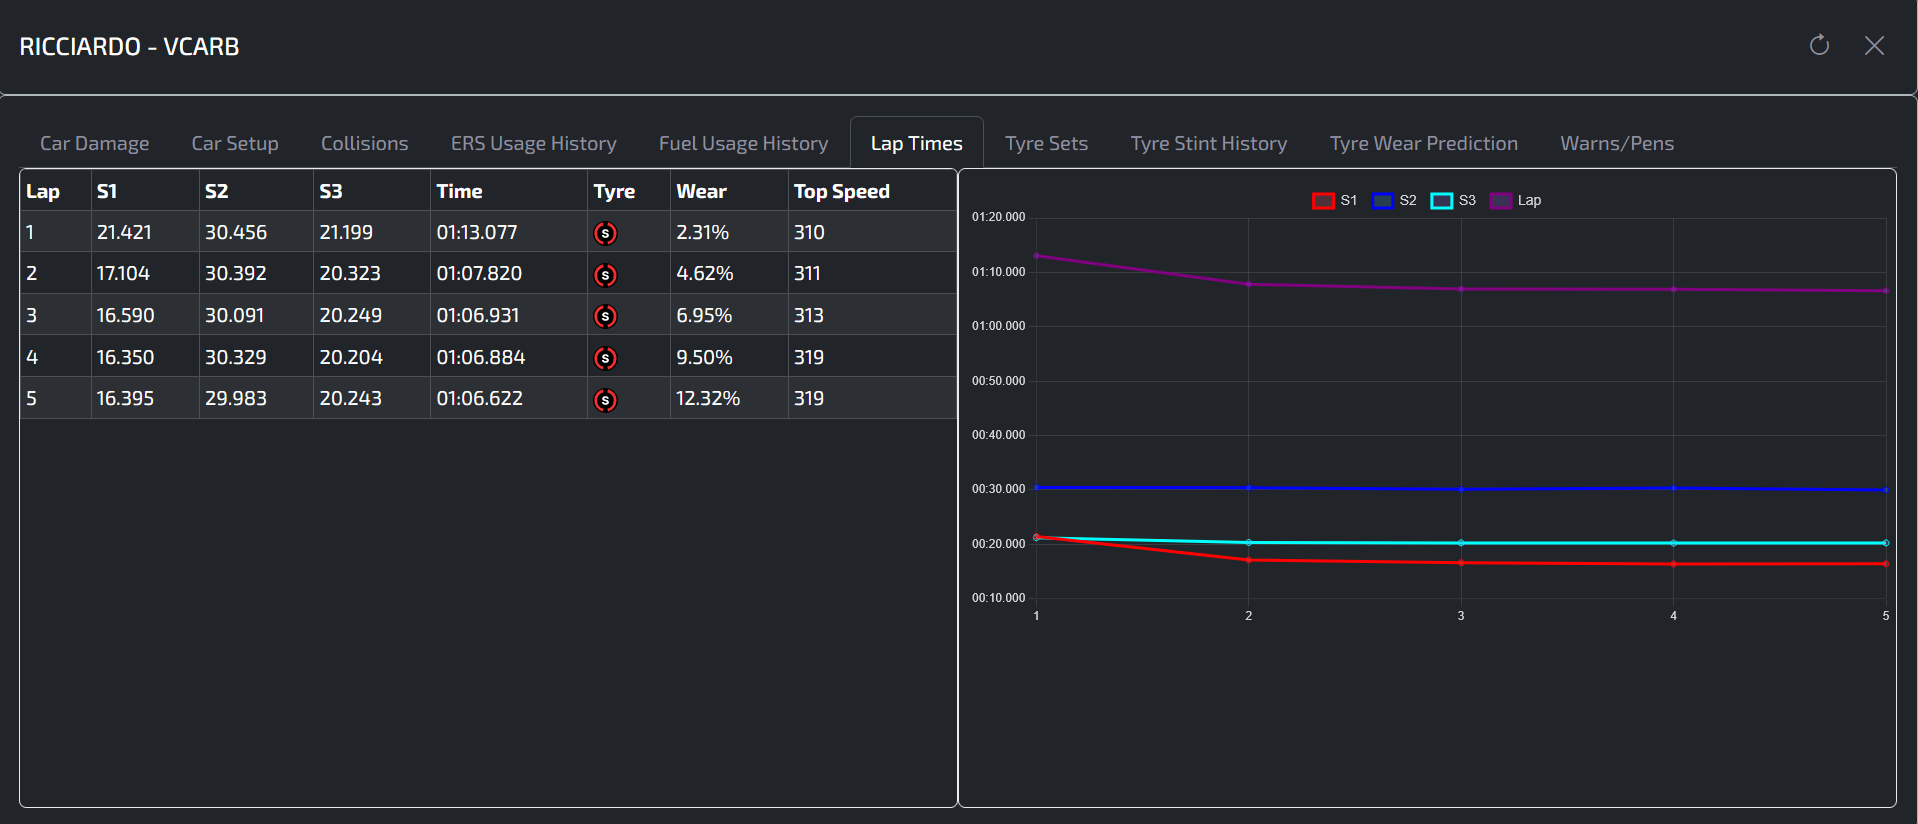 RICCIARDO - VCARB
Car Damage Car Setup Collisions ERS Usage History Fuel Usage History Lap Times Tyre Sets Tyre Stint History Tyre Wear Prediction Warns/Pens
Lap S1 S2 S3 Time Tyre Wear Top Speed
1 21.421 30.456 21.199 01:13.077 S 2.31% 310
2 17.104 30.392 20.323 01:07.820 S 4.62% 311
3 16.590 30.091 20.249 01:06.931 S 6.95% 313
4 16.350 30.329 20.204 01:06.884 S 9.50% 319
5 16.395 29.983 20.243 01:06.622 S 12.32% 319
S1 S2 S3 Lap
01:20.000
01:10.000
01:00.000
00:50.000
00:40.000
00:30.000
00:20.000
00:10.000
1 2 3 4 5